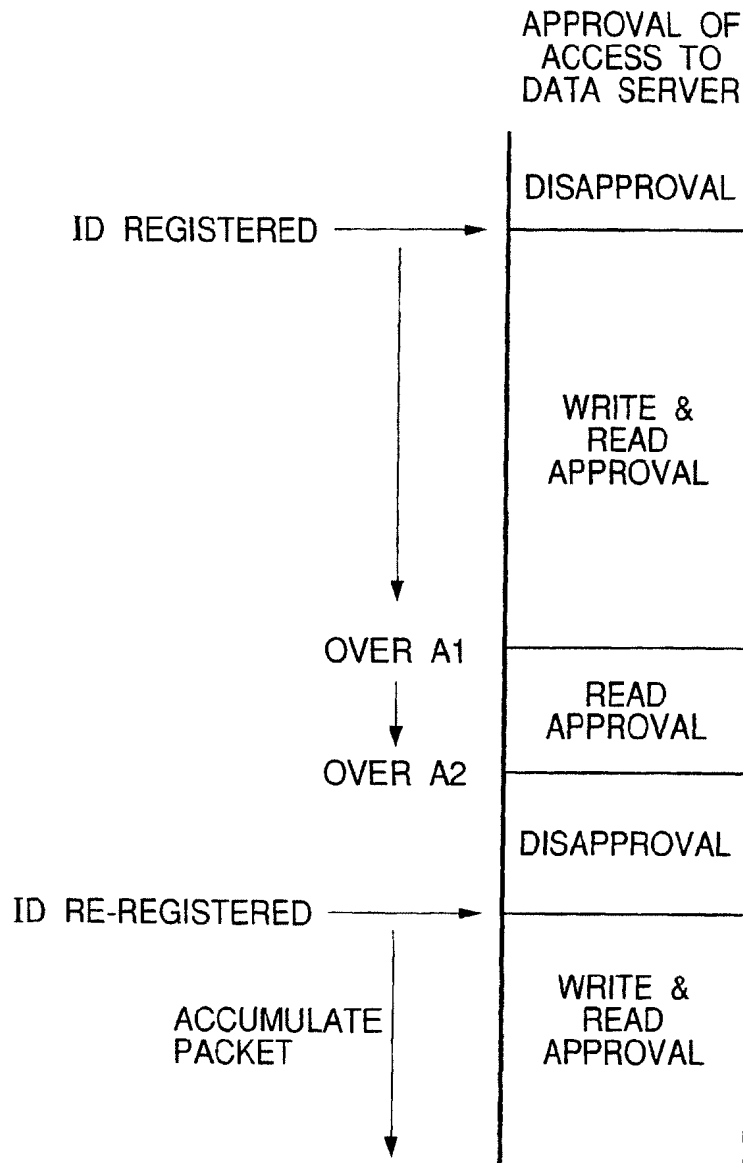 APPROVAL OF
ACCESS TO
DATA SERVER
DISAPPROVAL
ID REGISTERED
WRITE &
READ
APPROVAL
OVER A1
READ
APPROVAL
OVER A2
DISAPPROVAL
ID RE-REGISTERED
WRITE &
READ
APPROVAL
ACCUMULATE
PACKET